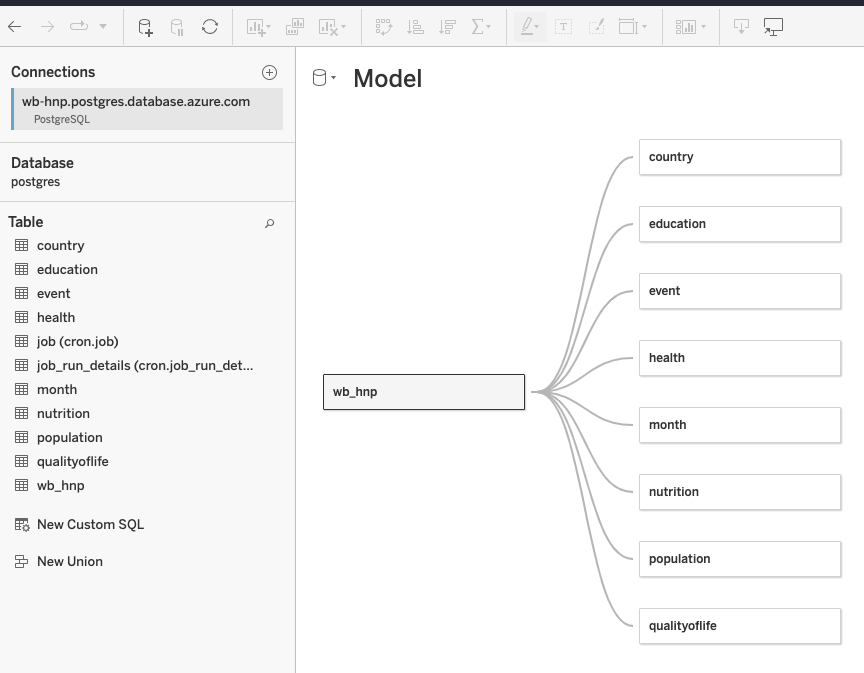 Connections
wb-hnp.postgres.database.azure.com
PostgreSQL
Database
postgres
Table
country
education
event
health
job (cron.job)
job_run_details (cron.job_run_det...
month
nutrition
population
qualityoflife
wb_hnp
New Custom SQL
New Union
Model
wb_hnp
country
education
event
health
month
nutrition
population
qualityoflife